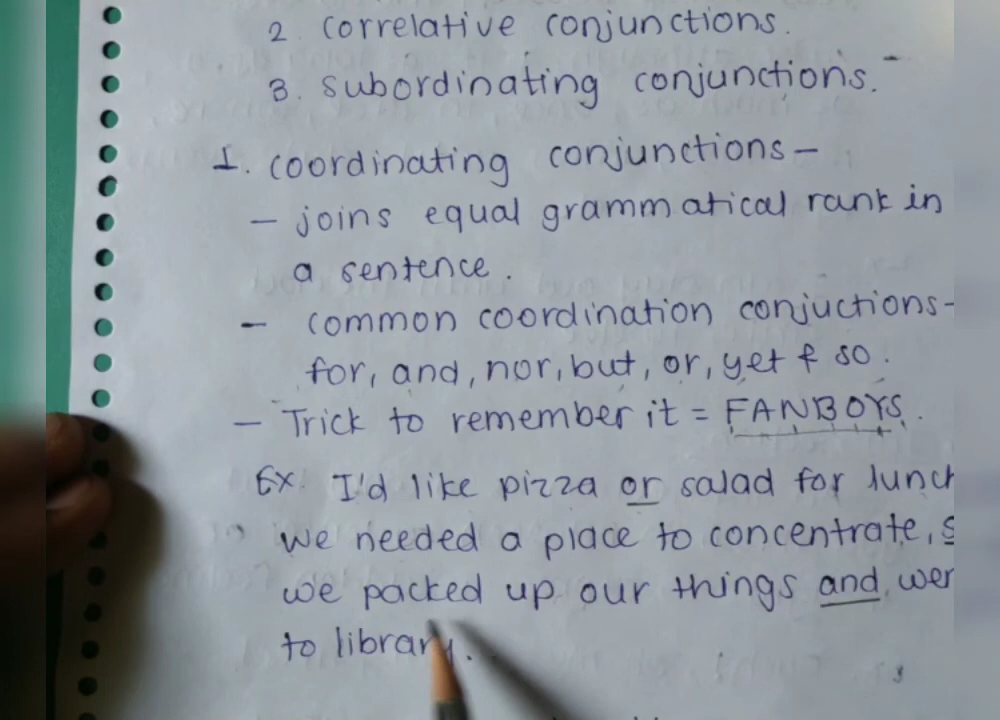 2. correlative conjunctions.
3. subordinating conjunctions.
1. coordinating conjunctions –
– joins equal grammatical rank in
a sentence.
– common coordination conjuctions-
for, and, nor, but, or, yet & so.
– Trick to remember it = FANBOYS.
Ex. I'd like pizza or salad for lunch
we needed a place to concentrate, s
we packed up our things and wen
to library.